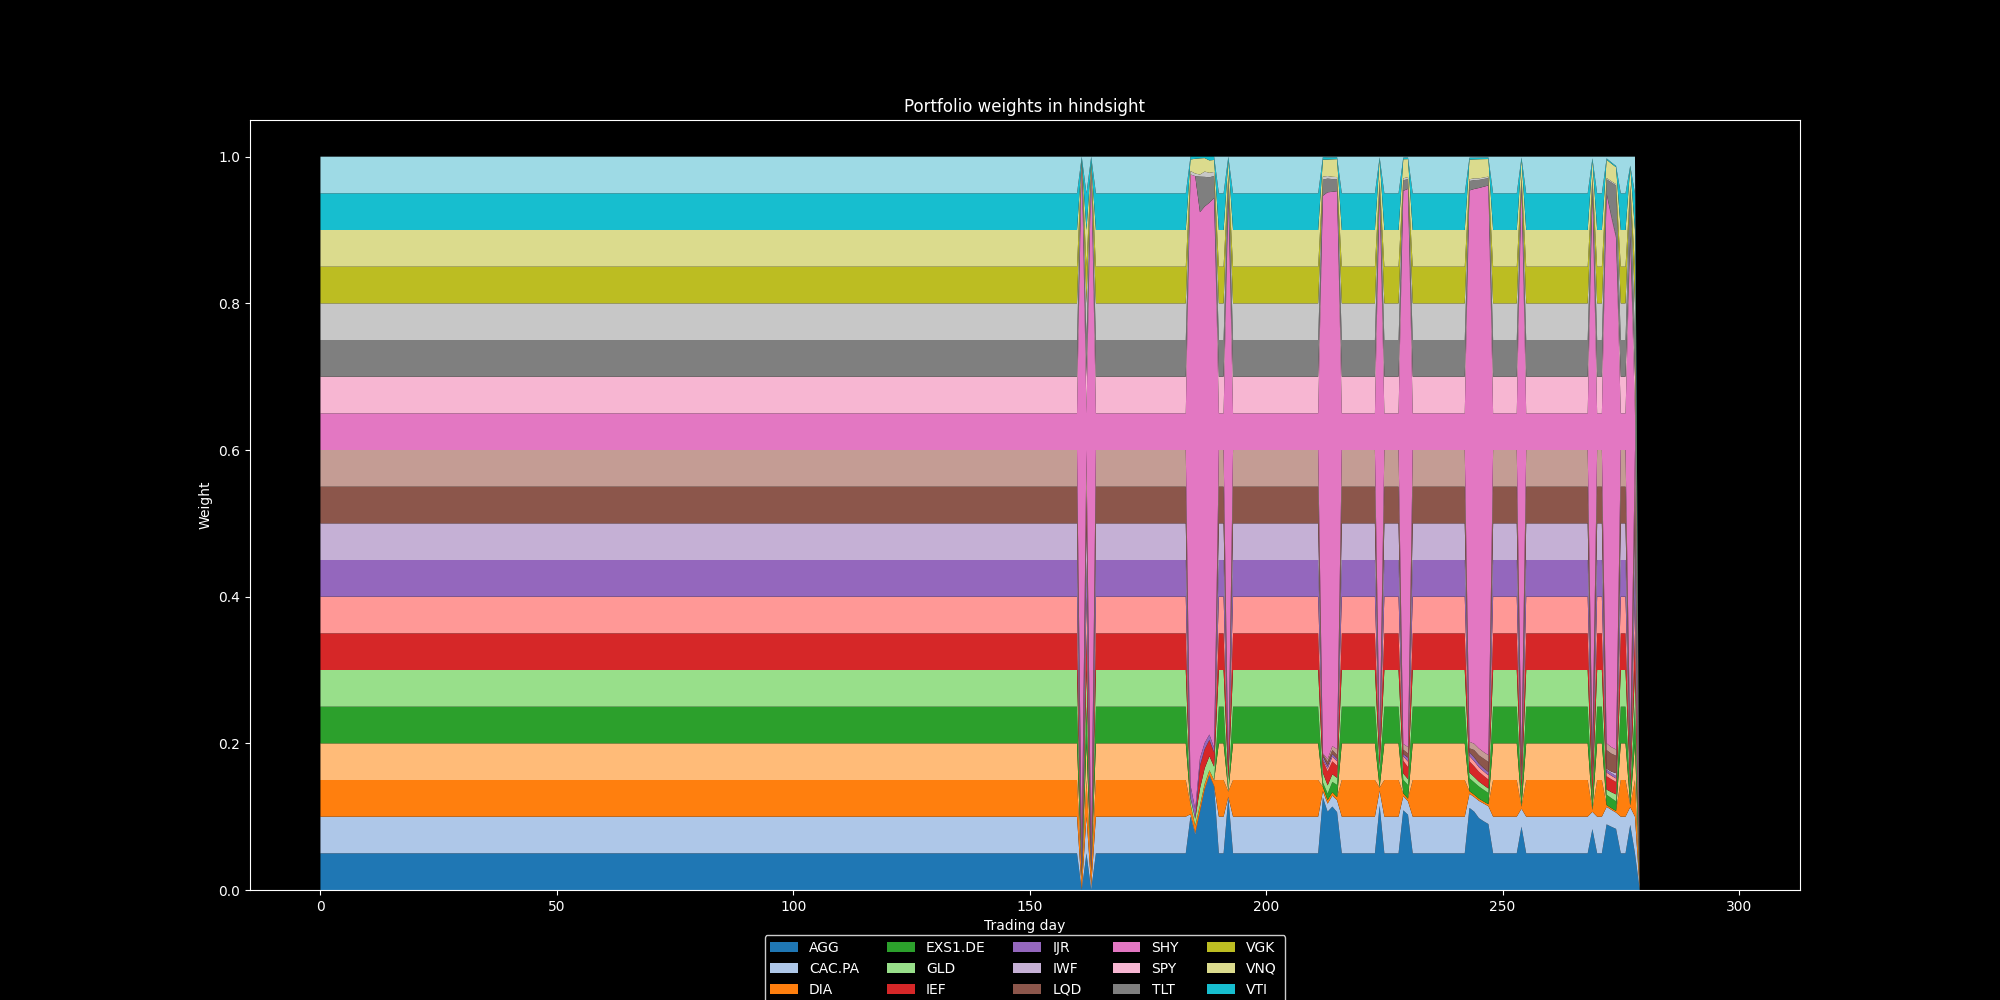 Portfolio weights in hindsight
1.0
0.8
0.6
0.4
0.2
0.0
Weight
0 50 100 150 200 250 300
Trading day
AGG EXS1.DE IJR SHY VGK
CAC.PA GLD IWF SPY VNQ
DIA IEF LQD TLT VTI